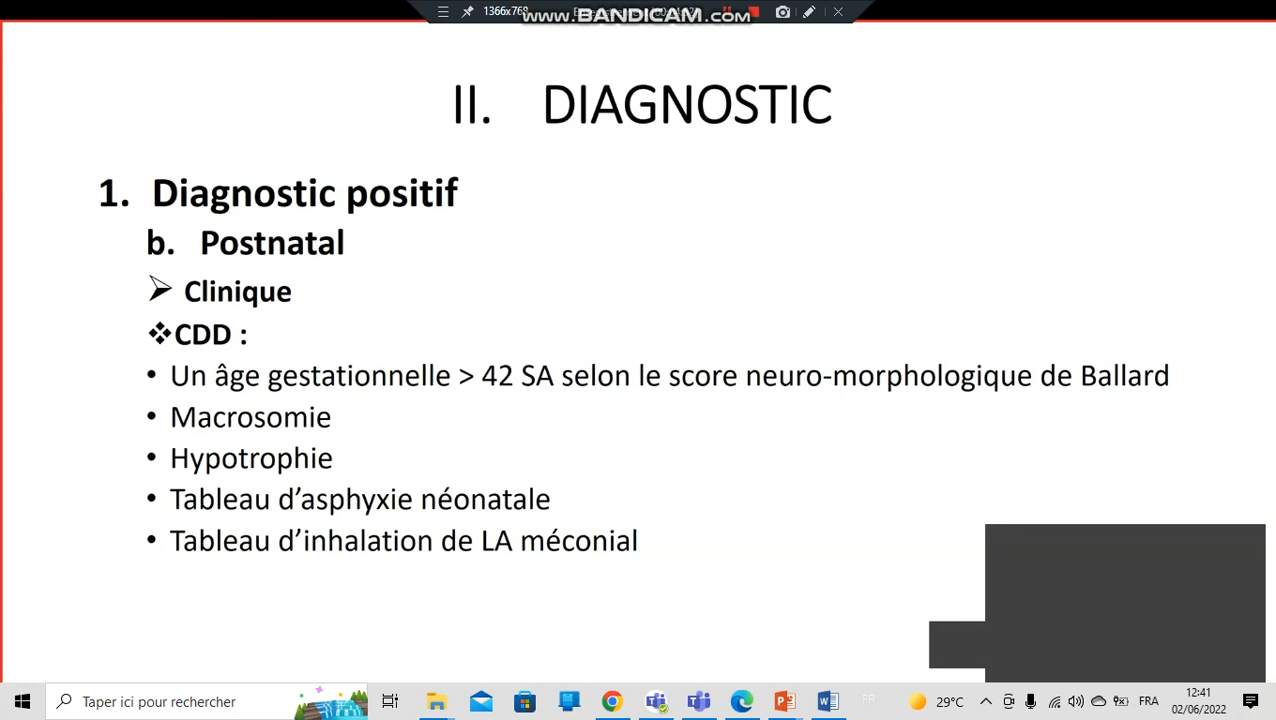 1366x768
www.BANDICAM.com
II. DIAGNOSTIC
1. Diagnostic positif
b. Postnatal
➢ Clinique
❖CDD :
• Un âge gestationnelle > 42 SA selon le score neuro-morphologique de Ballard
• Macrosomie
• Hypotrophie
• Tableau d’asphyxie néonatale
• Tableau d’inhalation de LA méconial
Taper ici pour rechercher
29°C
FRA
12:41
02/06/2022